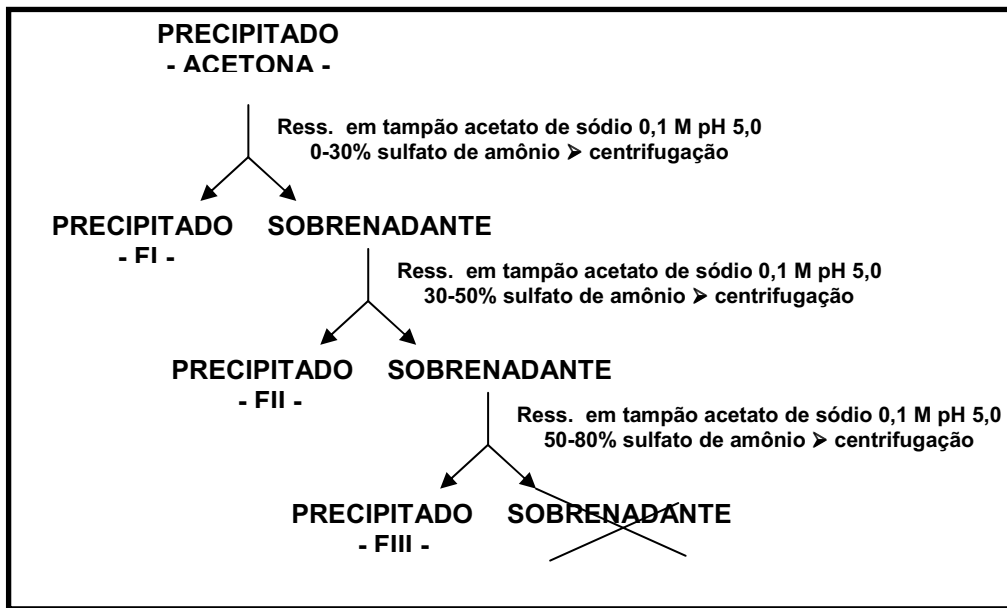 PRECIPITADO
- ACETONA -
Ress. em tampão acetato de sódio 0,1 M pH 5,0
0-30% sulfato de amônio ➢ centrifugação
PRECIPITADO SOBRENADANTE
- FI -
Ress. em tampão acetato de sódio 0,1 M pH 5,0
30-50% sulfato de amônio ➢ centrifugação
PRECIPITADO SOBRENADANTE
- FII -
Ress. em tampão acetato de sódio 0,1 M pH 5,0
50-80% sulfato de amônio ➢ centrifugação
PRECIPITADO SOBRENADANTE
- FIII -